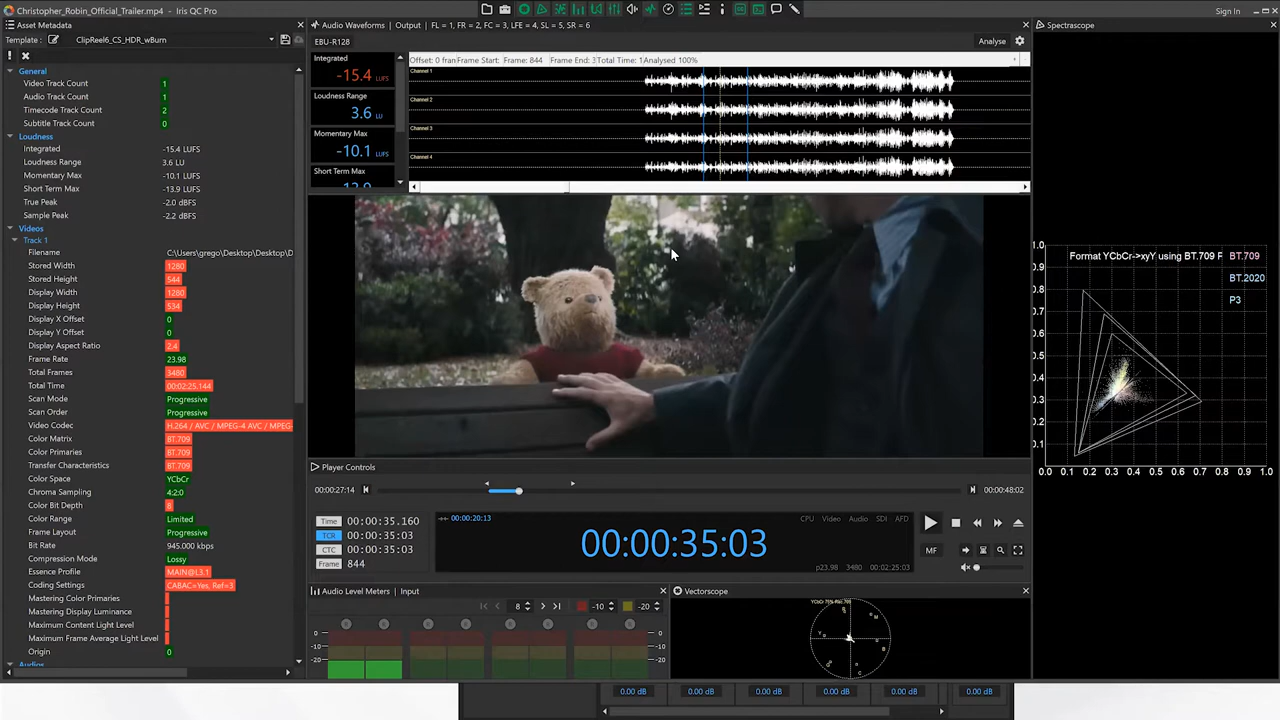 Christopher_Robin_Official_Trailer.mp4 - Iris QC Pro
Sign In
Asset Metadata
Template:
ClipReel6_CS_HDR_wBurn
General
Video Track Count 1
Audio Track Count 1
Timecode Track Count 2
Subtitle Track Count 0
Loudness
Integrated -15.4 LUFS
Loudness Range 3.6 LU
Momentary Max -10.1 LUFS
Short Term Max -13.9 LUFS
True Peak -2.0 dBFS
Sample Peak -2.2 dBFS
Videos
Track 1
Filename C:\Users\grego\Desktop\Desktop\D
Stored Width 1280
Stored Height 544
Display Width 1280
Display Height 534
Display X Offset 0
Display Y Offset 0
Display Aspect Ratio 2.4
Frame Rate 23.98
Total Frames 3480
Total Time 00:02:25.144
Scan Mode Progressive
Scan Order Progressive
Video Codec H.264 / AVC / MPEG-4 AVC / MPEG-
Color Matrix BT.709
Color Primaries BT.709
Transfer Characteristics BT.709
Color Space YCbCr
Chroma Sampling 4:2:0
Color Bit Depth 8
Color Range Limited
Frame Layout Progressive
Bit Rate 945.000 kbps
Compression Mode Lossy
Essence Profile MAIN@L3.1
Coding Settings CABAC=Yes, Ref=3
Mastering Color Primaries
Mastering Display Luminance
Maximum Content Light Level
Maximum Frame Average Light Level
Origin 0
Audios
Audio Waveforms | Output | FL = 1, FR = 2, FC = 3, LFE = 4, SL = 5, SR = 6
EBU-R128
Analyse
Integrated
-15.4 LUFS
Loudness Range
3.6 LU
Momentary Max
-10.1 LUFS
Short Term Max
Offset: 0 fran Frame Start: Frame: 844 Frame End: 3 Total Time: 1 Analysed 100%
Channel 1
Channel 2
Channel 3
Channel 4
Player Controls
00:00:27:14
00:00:48:02
Time 00:00:35.160
TCR 00:00:35:03
CTC 00:00:35:03
Frame 844
00:00:20:13
CPU Video Audio SDI AFD
00:00:35:03
p23.98 3480 00:02:25:03
MF
Audio Level Meters | Input
8
-10
-20
0
-10
-20
0
-10
-20
Vectorscope
Spectrascope
Format YCbCr->xyY using BT.709 F
BT.709
BT.2020
P3
1.0
0.9
0.8
0.7
0.6
0.5
0.4
0.3
0.2
0.1
0.0 0.1 0.2 0.3 0.4 0.5 0.6 0.7 0.8 0.9 1.0
0.00 dB 0.00 dB 0.00 dB 0.00 dB 0.00 dB 0.00 dB